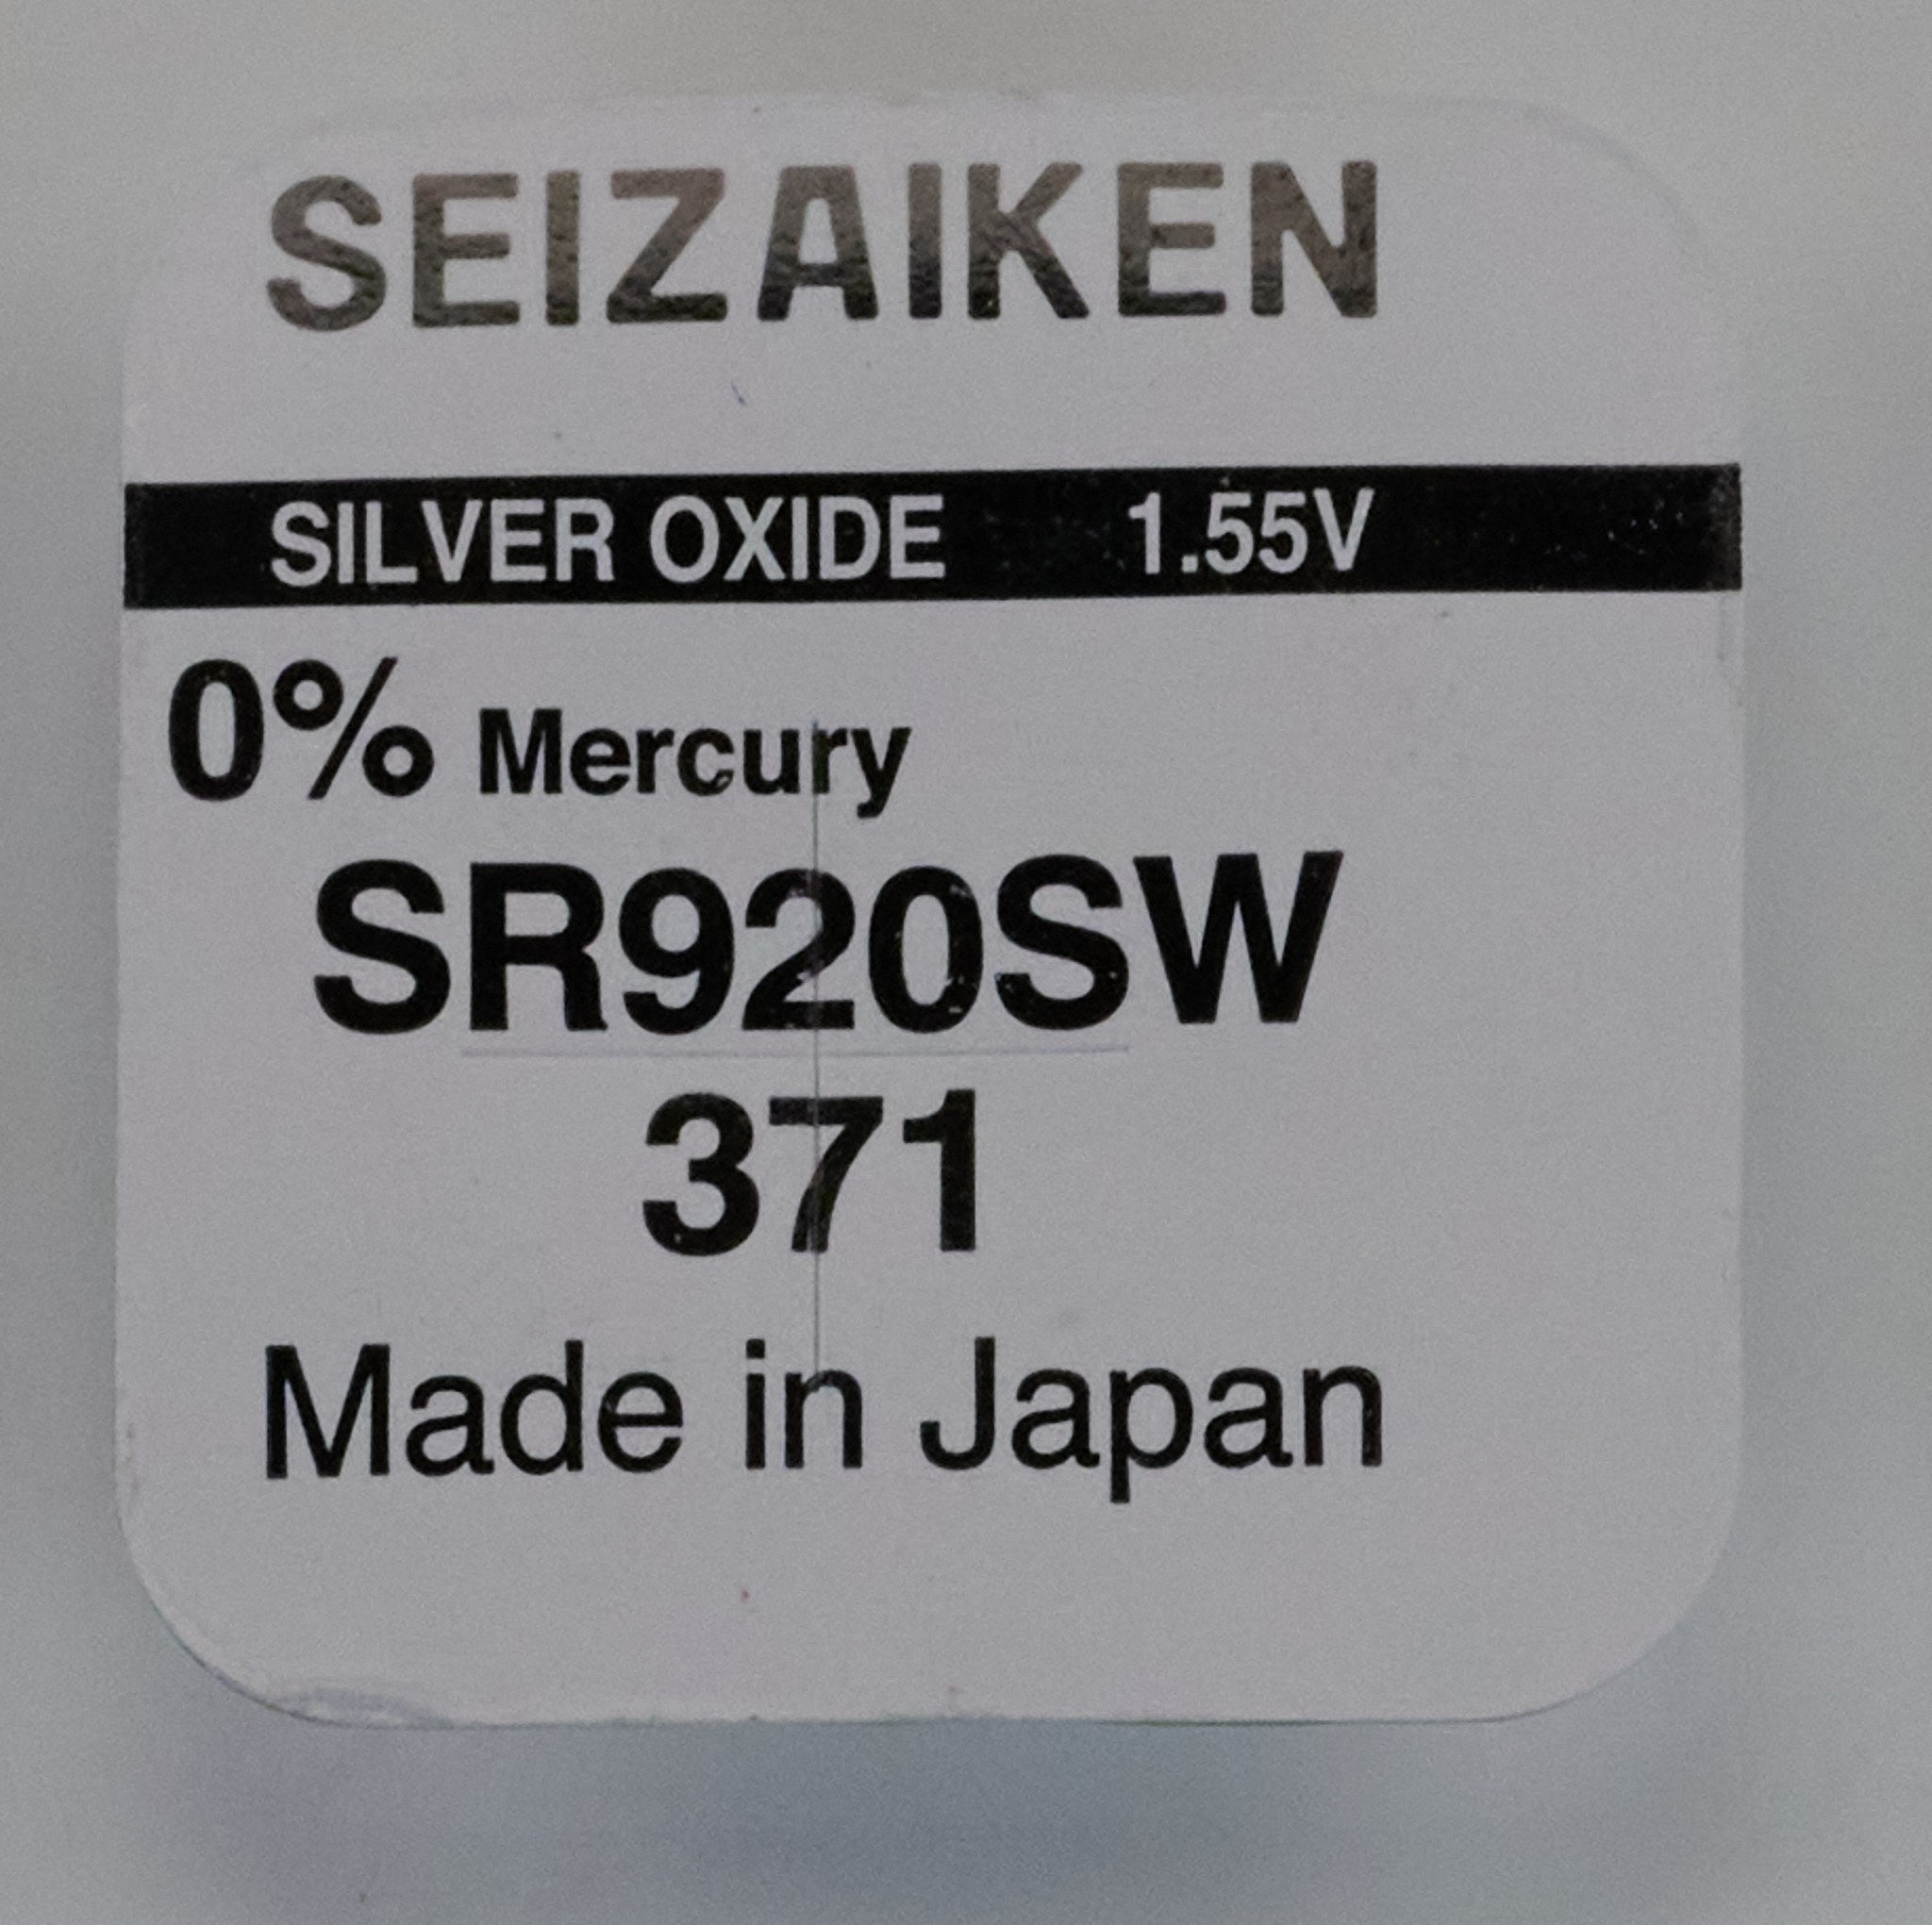 SEIZAIKEN
SILVER OXIDE 1.55V
0% Mercury
SR920SW
371
Made in Japan